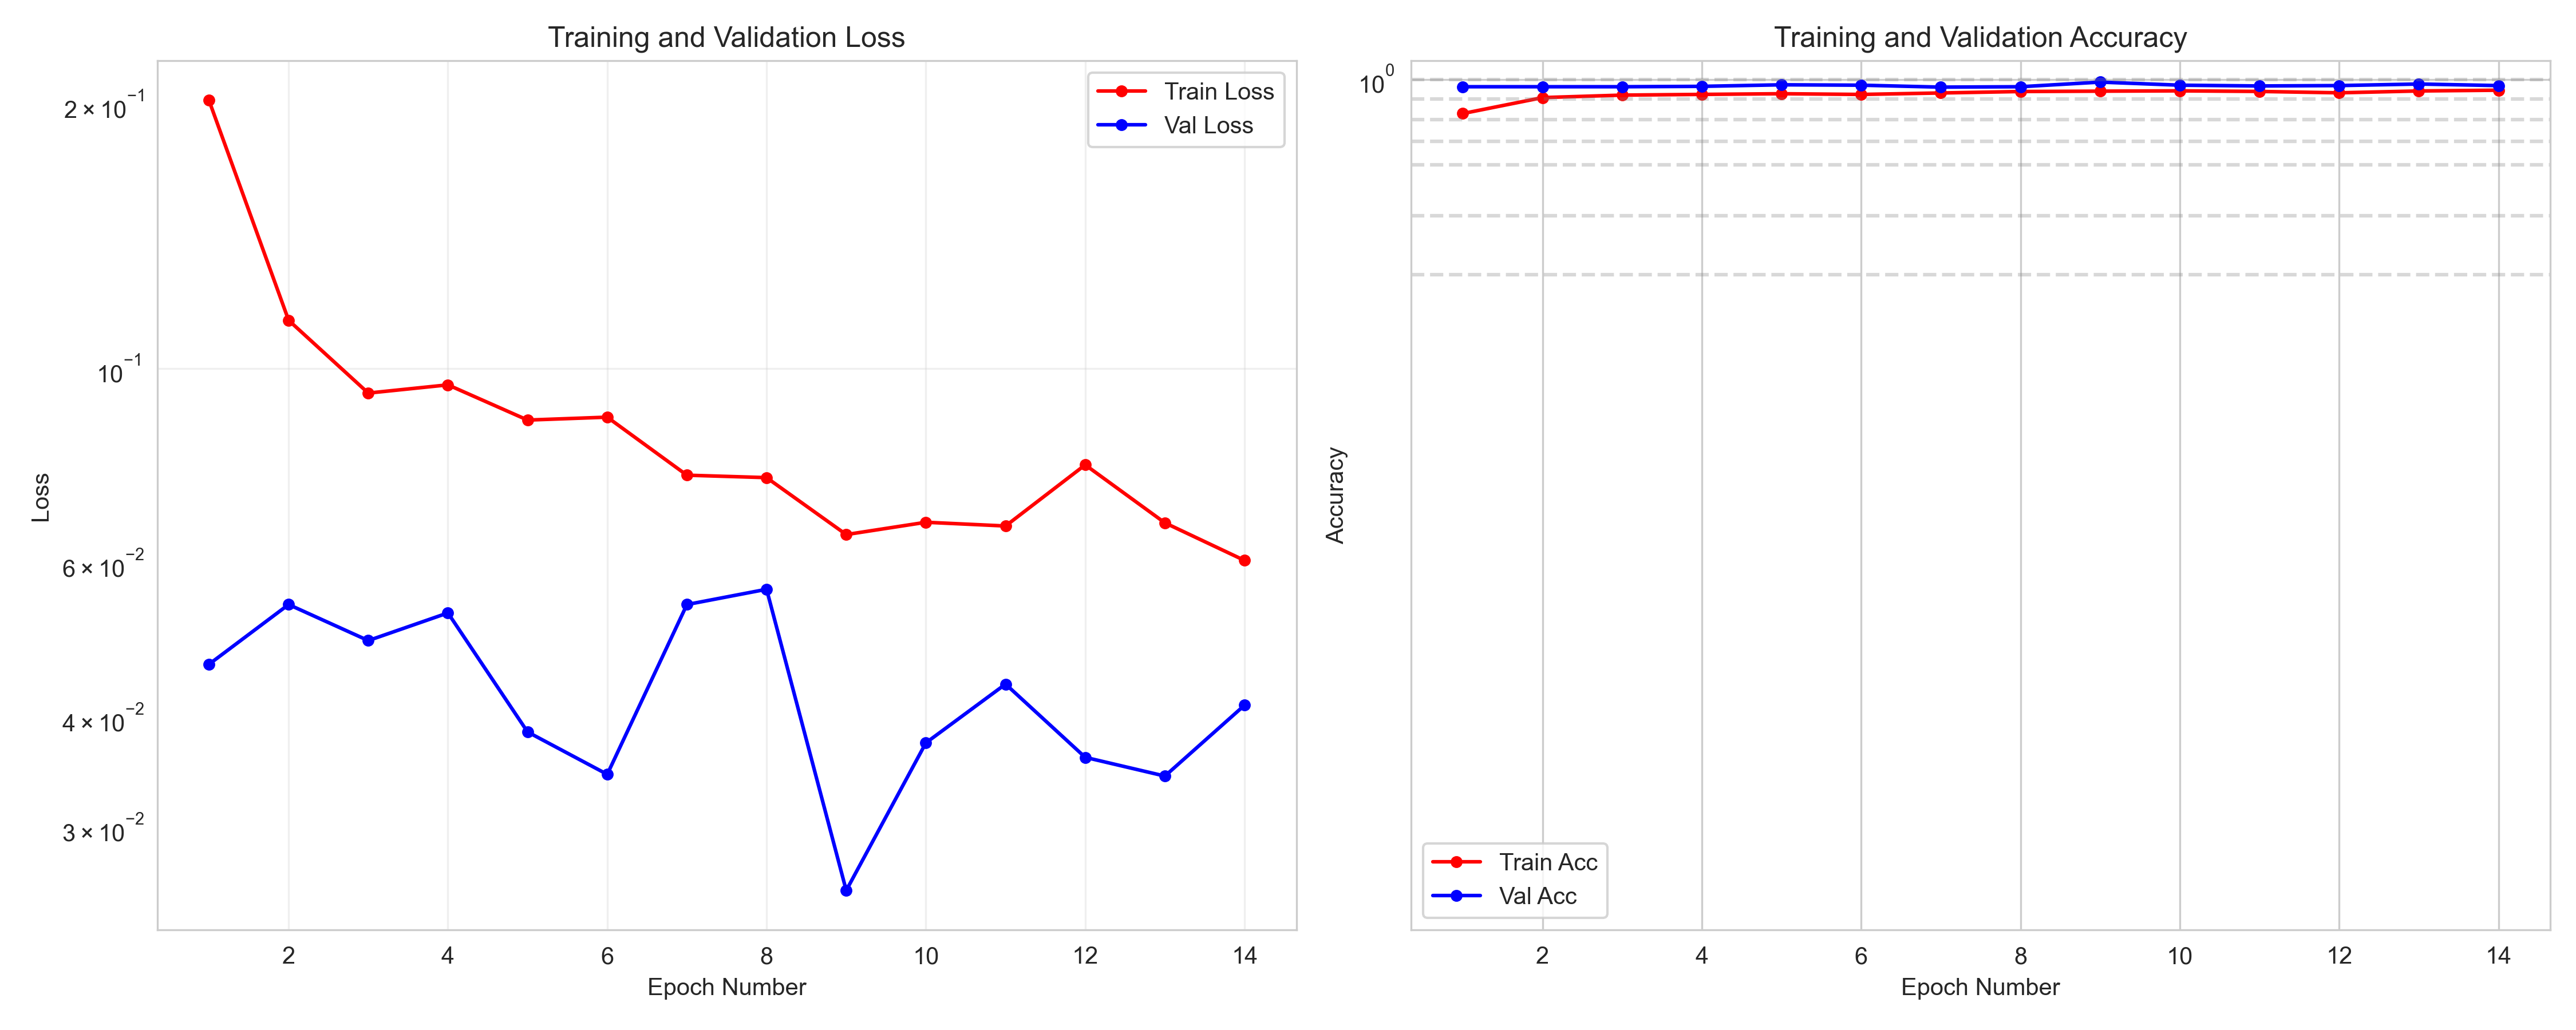 Training and Validation Loss
Train Loss
Val Loss
2 × 10⁻¹
10⁻¹
6 × 10⁻²
4 × 10⁻²
3 × 10⁻²
Loss
2 4 6 8 10 12 14
Epoch Number
Training and Validation Accuracy
10⁰
Accuracy
Train Acc
Val Acc
2 4 6 8 10 12 14
Epoch Number